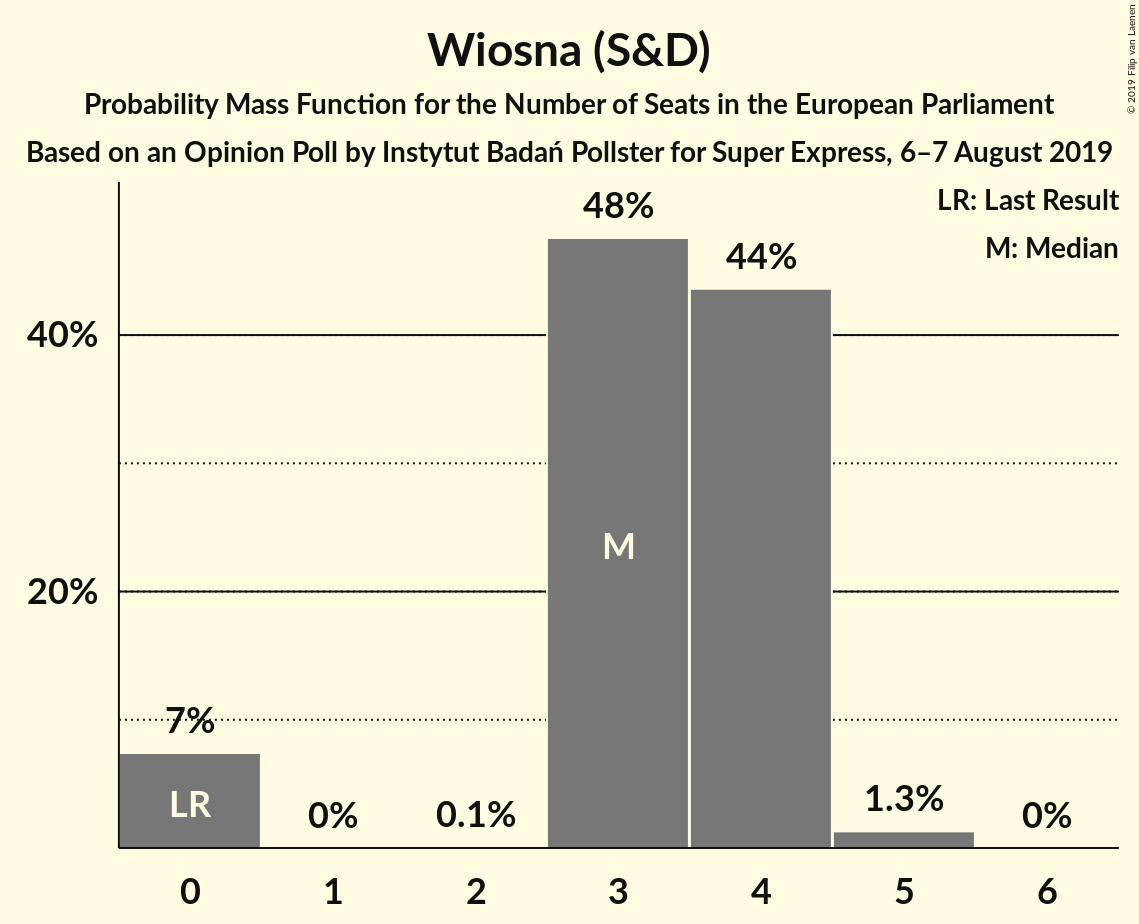 Wiosna (S&D)
Probability Mass Function for the Number of Seats in the European Parliament
Based on an Opinion Poll by Instytut Badań Pollster for Super Express, 6–7 August 2019
© 2019 Filip van Laenen
LR: Last Result
M: Median
48%
44%
40%
M
20%
7%
LR
0%
0.1%
1.3%
0%
0 1 2 3 4 5 6